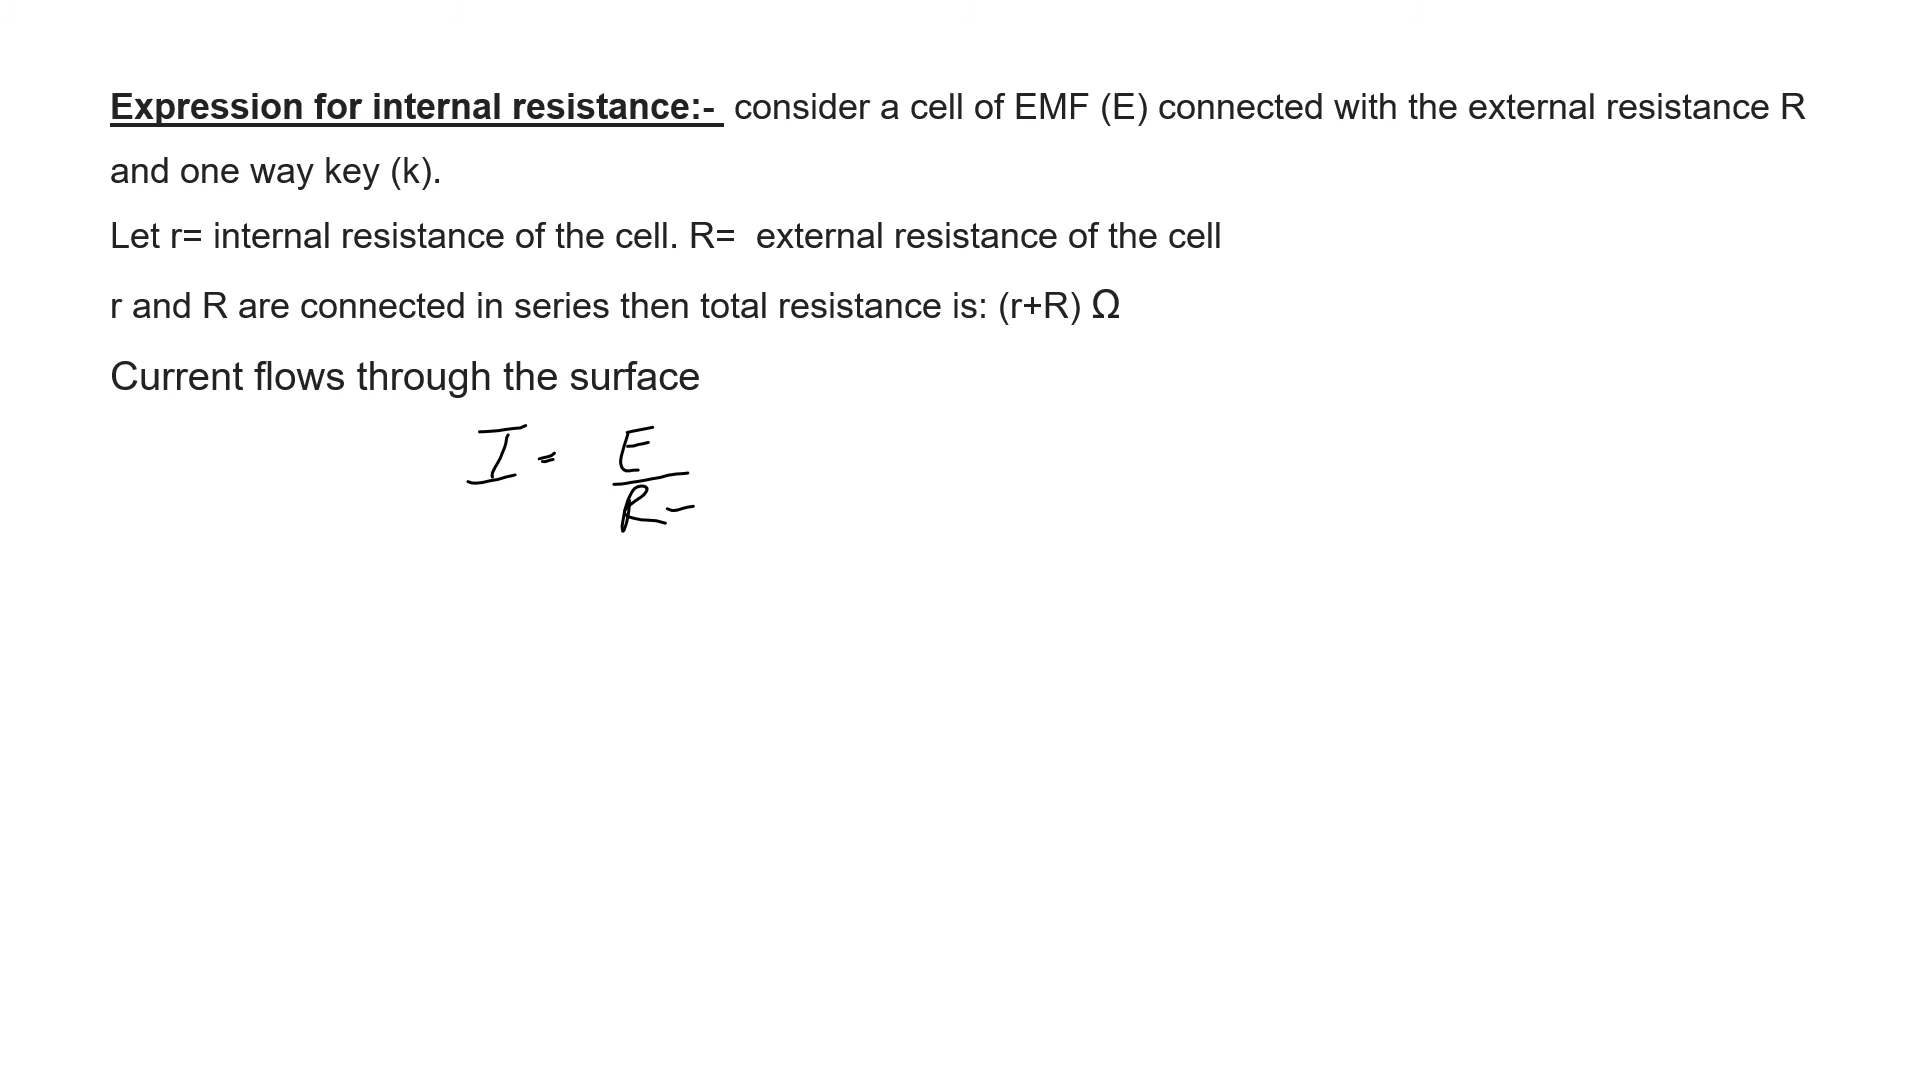 Expression for internal resistance:- consider a cell of EMF (E) connected with the external resistance R
and one way key (k).
Let r= internal resistance of the cell. R= external resistance of the cell
r and R are connected in series then total resistance is: (r+R) Ω
Current flows through the surface
I = E
R-